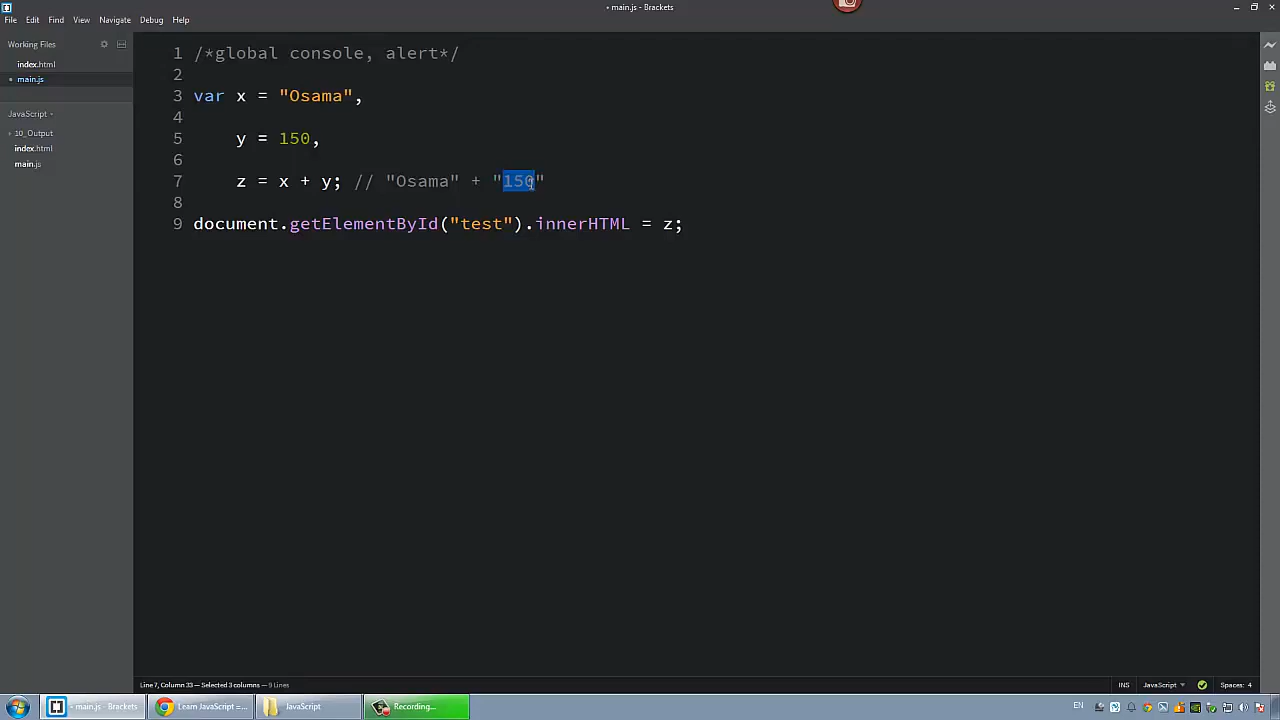 • main.js - Brackets
File Edit Find View Navigate Debug Help
Working Files
index.html
• main.js
JavaScript
10_Output
index.html
main.js
1 /*global console, alert*/
2
3 var x = "Osama",
4
5 y = 150,
6
7 z = x + y; // "Osama" + "150"
8
9 document.getElementById("test").innerHTML = z;
Line 7, Column 33 — Selected 3 columns — 9 Lines
INS JavaScript Spaces: 4
• main.js - Brackets
Learn JavaScript =...
JavaScript
Recording...
EN